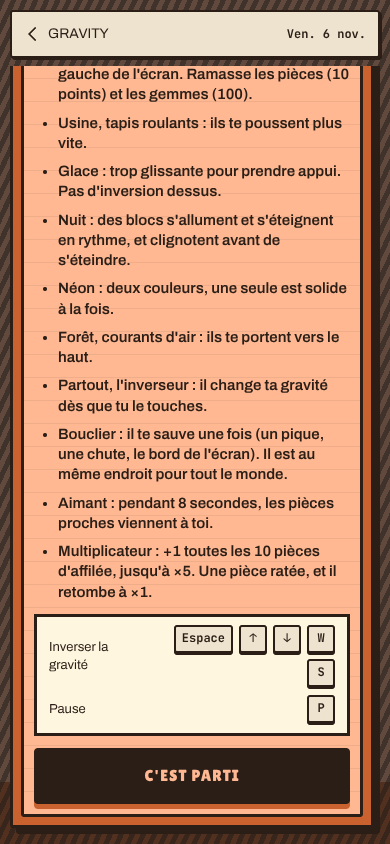 GRAVITY
Ven. 6 nov.
gauche de l'écran. Ramasse les pièces (10
points) et les gemmes (100).
• Usine, tapis roulants : ils te poussent plus
vite.
• Glace : trop glissante pour prendre appui.
Pas d'inversion dessus.
• Nuit : des blocs s'allument et s'éteignent
en rythme, et clignotent avant de
s'éteindre.
• Néon : deux couleurs, une seule est solide
à la fois.
• Forêt, courants d'air : ils te portent vers le
haut.
• Partout, l'inverseur : il change ta gravité
dès que tu le touches.
• Bouclier : il te sauve une fois (un pique,
une chute, le bord de l'écran). Il est au
même endroit pour tout le monde.
• Aimant : pendant 8 secondes, les pièces
proches viennent à toi.
• Multiplicateur : +1 toutes les 10 pièces
d'affilée, jusqu'à ×5. Une pièce ratée, et il
retombe à ×1.
Inverser la
gravité
Espace ↑ ↓ W
S
Pause
P
C'EST PARTI